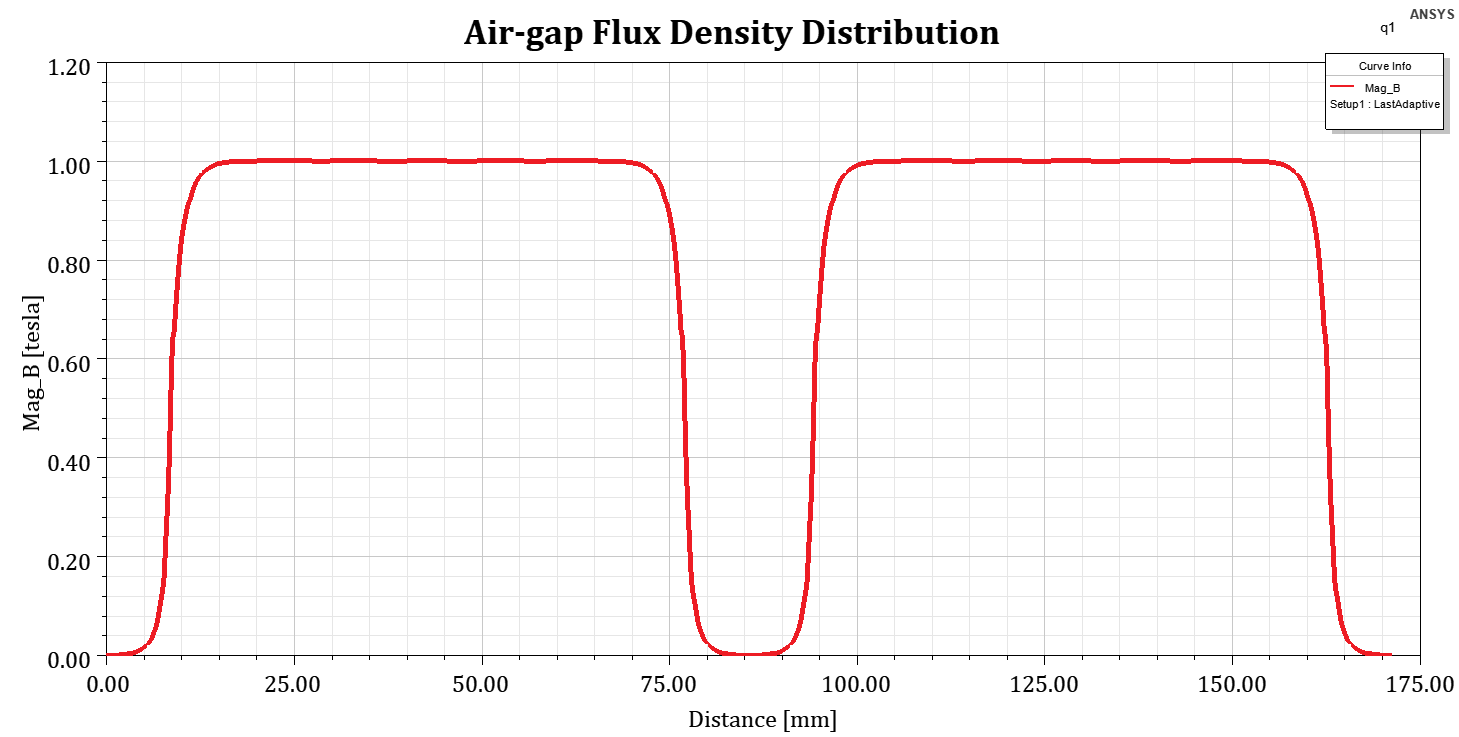 Air-gap Flux Density Distribution
ANSYS
q1
Curve Info
Mag_B
Setup1 : LastAdaptive
1.20
1.00
0.80
0.60
0.40
0.20
0.00
Mag_B [tesla]
0.00 25.00 50.00 75.00 100.00 125.00 150.00 175.00
Distance [mm]